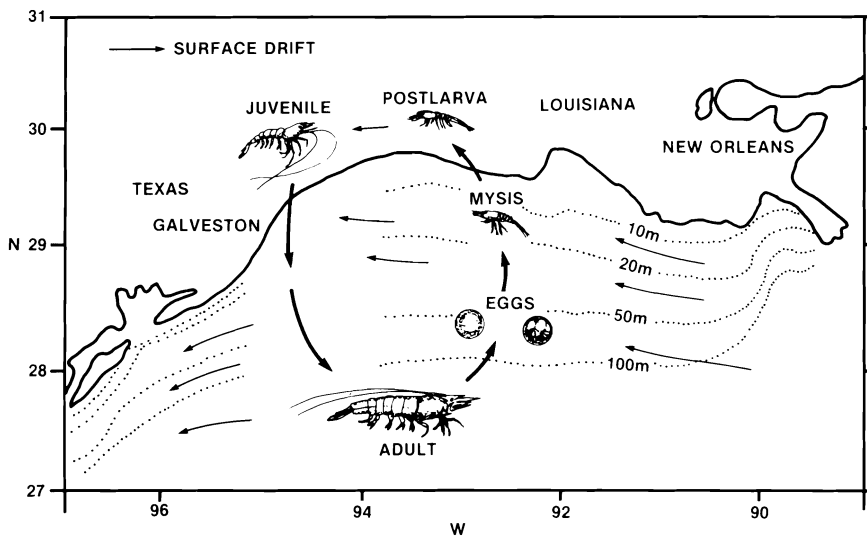 31
SURFACE DRIFT
JUVENILE
POSTLARVA
LOUISIANA
30
NEW ORLEANS
TEXAS
MYSIS
GALVESTON
10m
N
29
20m
EGGS
50m
100m
28
ADULT
27
96
94
92
90
W